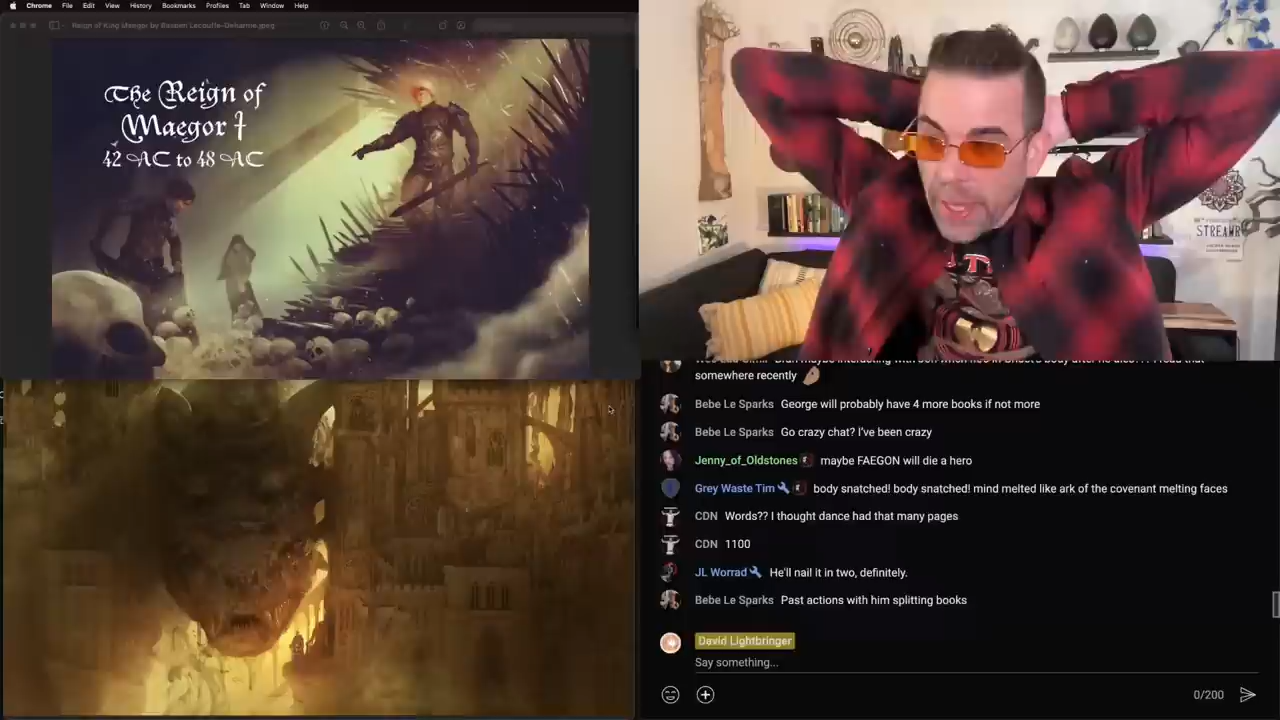 Chrome File Edit View History Bookmarks Profiles Tab Window Help
The Reign of
Maegor I
42 AC to 48 AC
STREAMR
somewhere recently
Bebe Le Sparks George will probably have 4 more books if not more
Bebe Le Sparks Go crazy chat? I've been crazy
Jenny_of_Oldstones maybe FAEGON will die a hero
Grey Waste Tim body snatched! body snatched! mind melted like ark of the covenant melting faces
CDN Words?? I thought dance had that many pages
CDN 1100
JL Worrad He'll nail it in two, definitely.
Bebe Le Sparks Past actions with him splitting books
David Lightbringer
Say something...
0/200